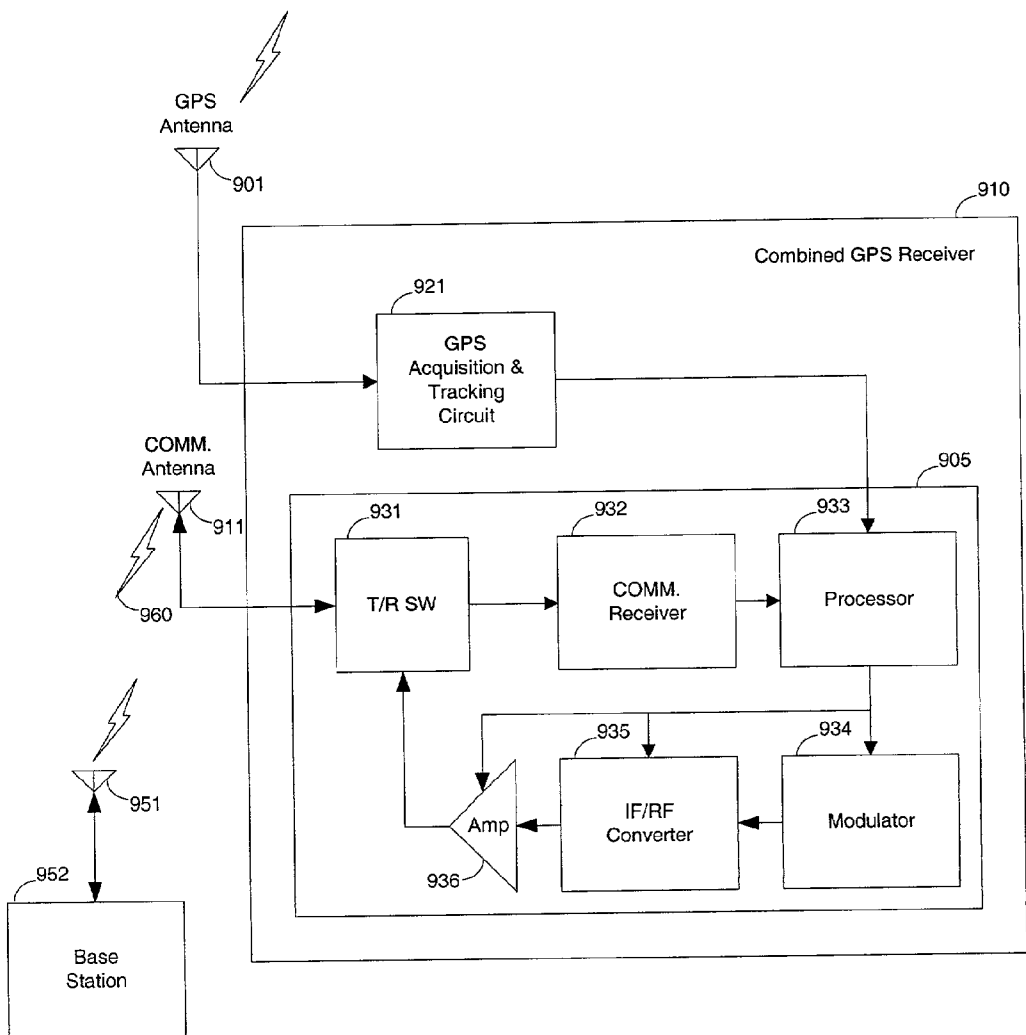 GPS
Antenna
901
910
Combined GPS Receiver
921
GPS
Acquisition &
Tracking
Circuit
COMM.
Antenna
911
960
905
931
T/R SW
932
COMM.
Receiver
933
Processor
936
Amp
935
IF/RF
Converter
934
Modulator
951
952
Base
Station